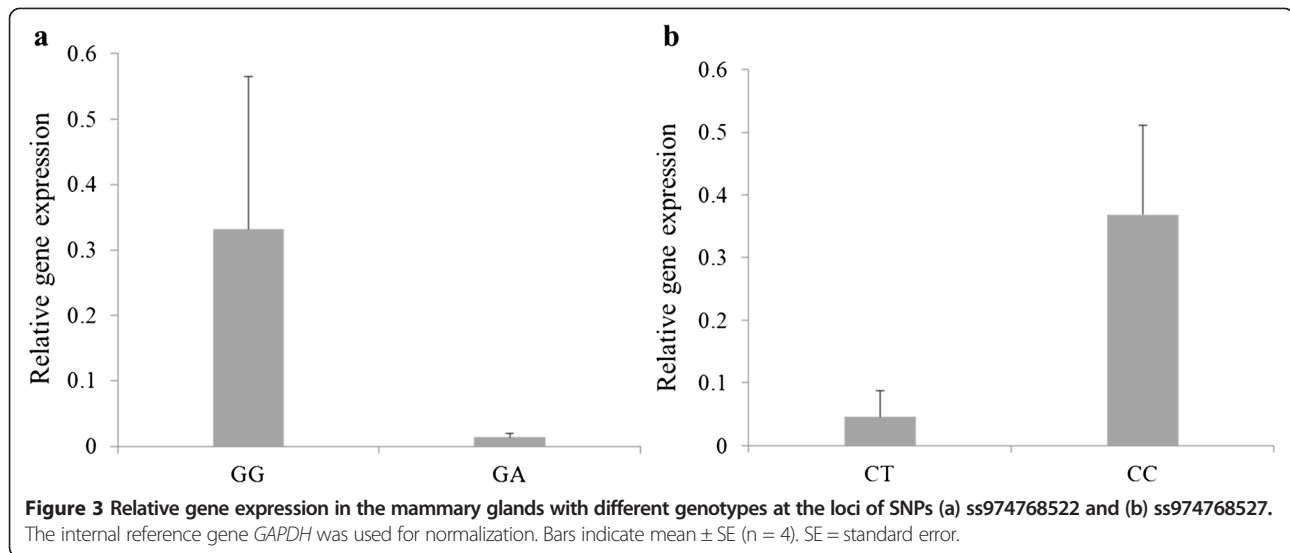 a
0.6
0.5
0.4
0.3
0.2
0.1
0
Relative gene expression
GG
GA
b
0.6
0.5
0.4
0.3
0.2
0.1
0
Relative gene expression
CT
CC
Figure 3 Relative gene expression in the mammary glands with different genotypes at the loci of SNPs (a) ss974768522 and (b) ss974768527.
The internal reference gene GAPDH was used for normalization. Bars indicate mean ± SE (n = 4). SE = standard error.